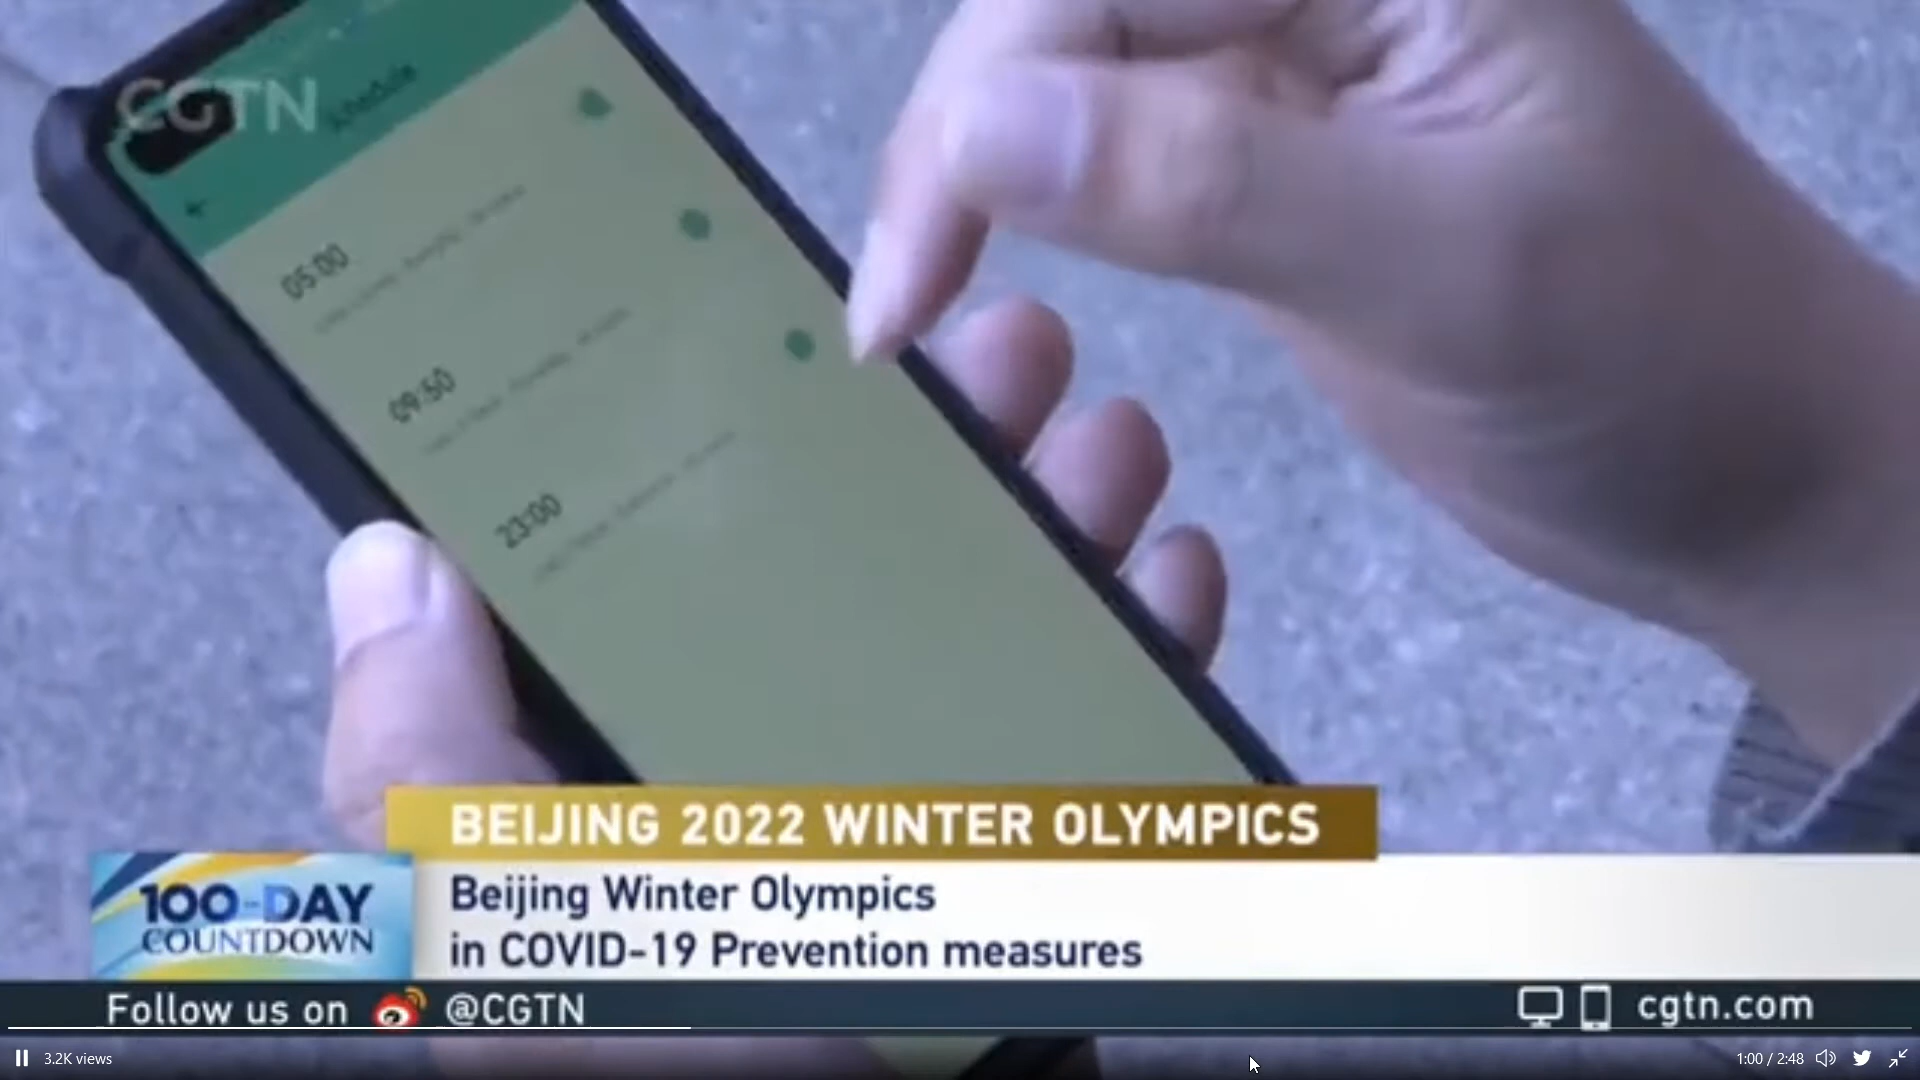 CGTN
05:00
09:50
23:00
BEIJING 2022 WINTER OLYMPICS
100-DAY
COUNTDOWN
Beijing Winter Olympics
in COVID-19 Prevention measures
Follow us on @CGTN
cgtn.com
3.2K views
1:00 / 2:48